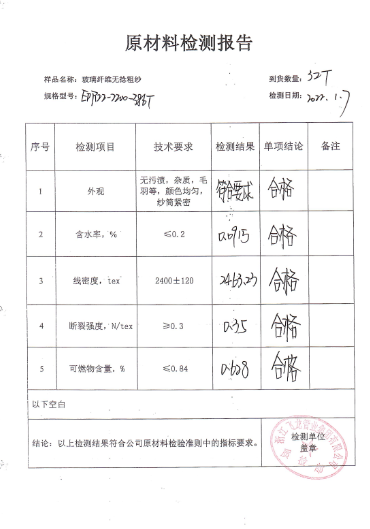 原材料检测报告
样品名称：玻璃纤维无捻粗纱 到货数量：32T
规格型号： 检测日期：2022.1.7
序号 检测项目 技术要求 检测结果 单项结论 备注
1 外观 无污渍，杂质，毛羽等，颜色均匀，纱筒紧密 符合要求 合格
2 含水率，% ≤0.2 0.0915 合格
3 线密度，tex 2400±120 2463.23 合格
4 断裂强度，N/tex ≥0.3 0.35 合格
5 可燃物含量，% ≤0.84 0.628 合格
以下空白
结论：以上检测结果符合公司原材料检验准则中的指标要求。
检测单位
盖章